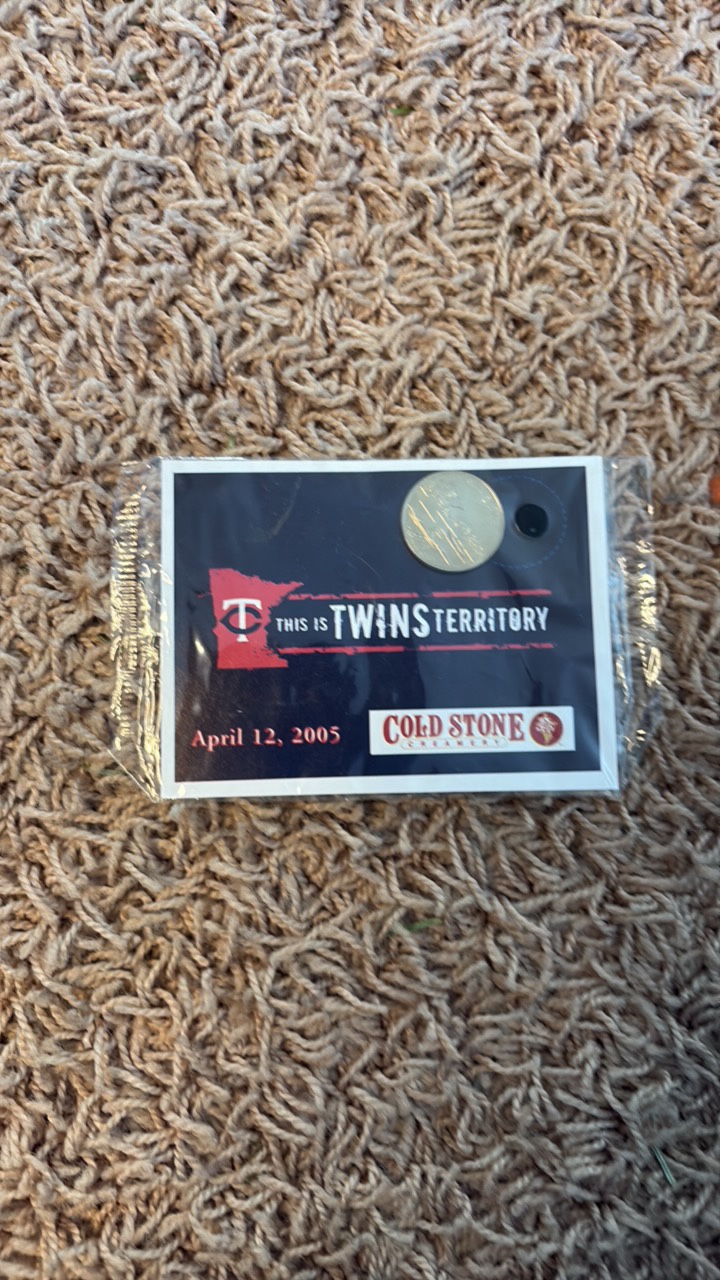 TC THIS IS TWINS TERRITORY
April 12, 2005
COLD STONE
CREAMERY